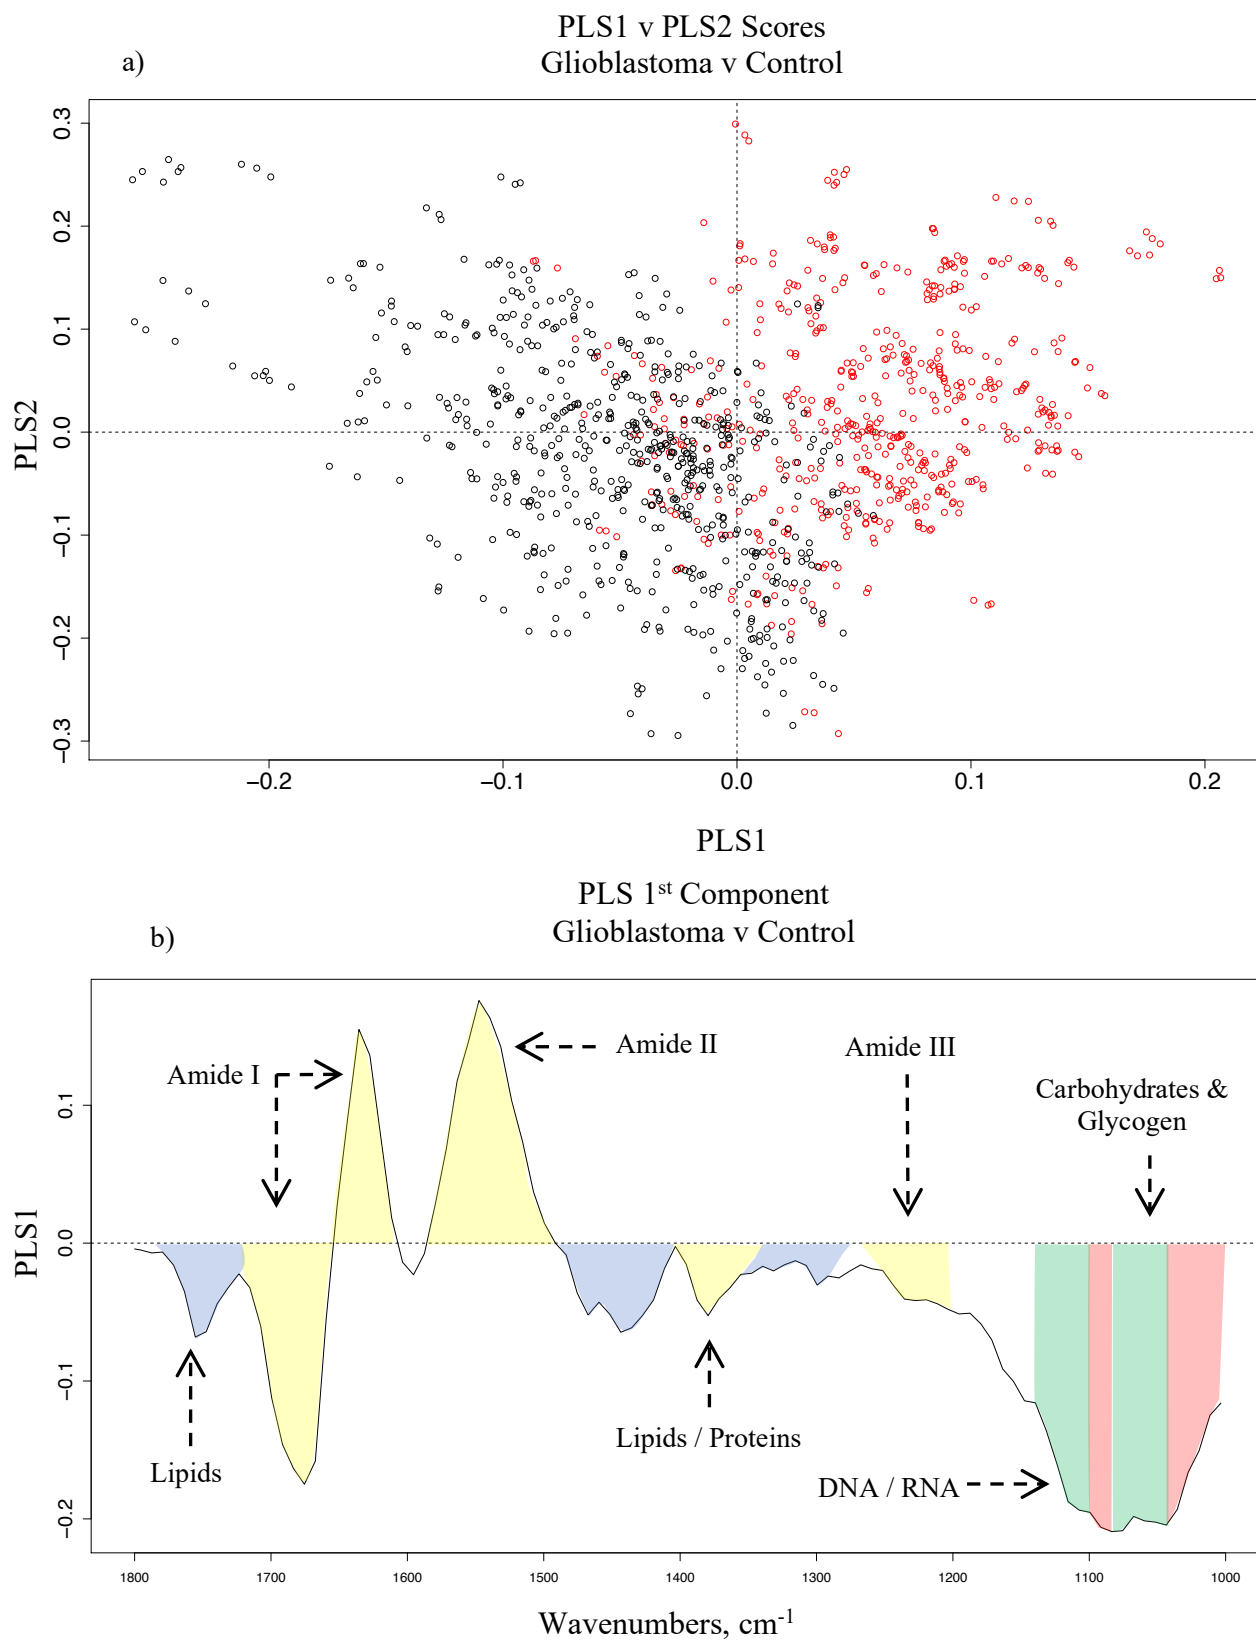 PLS1 v PLS2 Scores
Glioblastoma v Control
a)
0.3
0.2
0.1
0.0
−0.1
−0.2
−0.3
PLS2
−0.2
−0.1
0.0
0.1
0.2
PLS1
PLS 1st Component
Glioblastoma v Control
b)
Amide I
Amide II
Amide III
Carbohydrates &
Glycogen
0.1
0.0
−0.1
−0.2
PLS1
Lipids
Lipids / Proteins
DNA / RNA
1800
1700
1600
1500
1400
1300
1200
1100
1000
Wavenumbers, cm-1